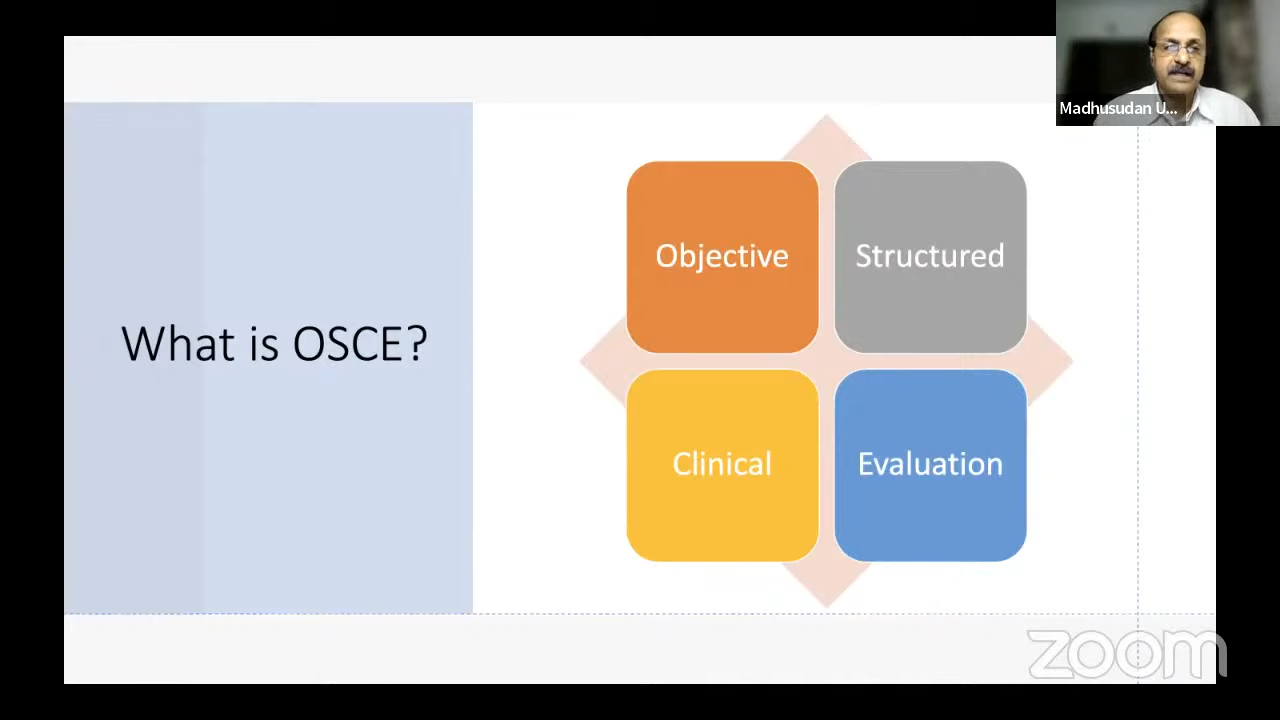 Madhusudan U...
What is OSCE?
Objective
Structured
Clinical
Evaluation
zoom